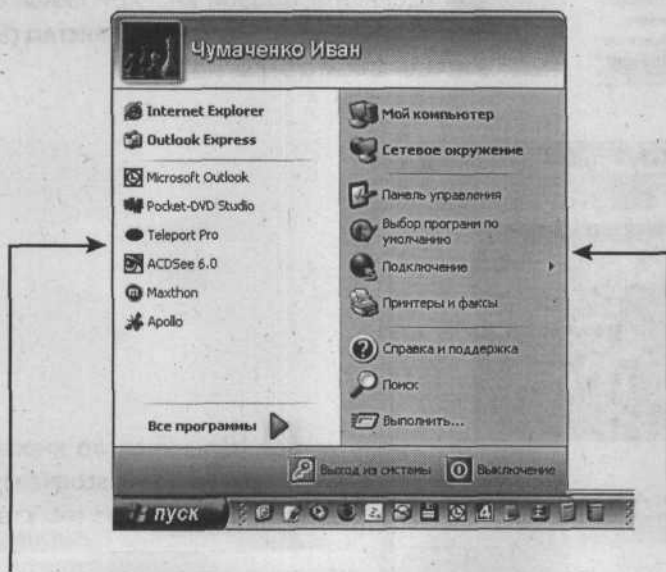 Чумаченко Иван
Internet Explorer
Outlook Express
Microsoft Outlook
Pocket-DVD Studio
Teleport Pro
ACDSee 6.0
Maxthon
Apollo
Все программы
Мой компьютер
Сетевое окружение
Панель управления
Выбор программ по
умолчанию
Подключение
Принтеры и факсы
Справка и поддержка
Поиск
Выполнить...
Выход из системы
Выключение
пуск